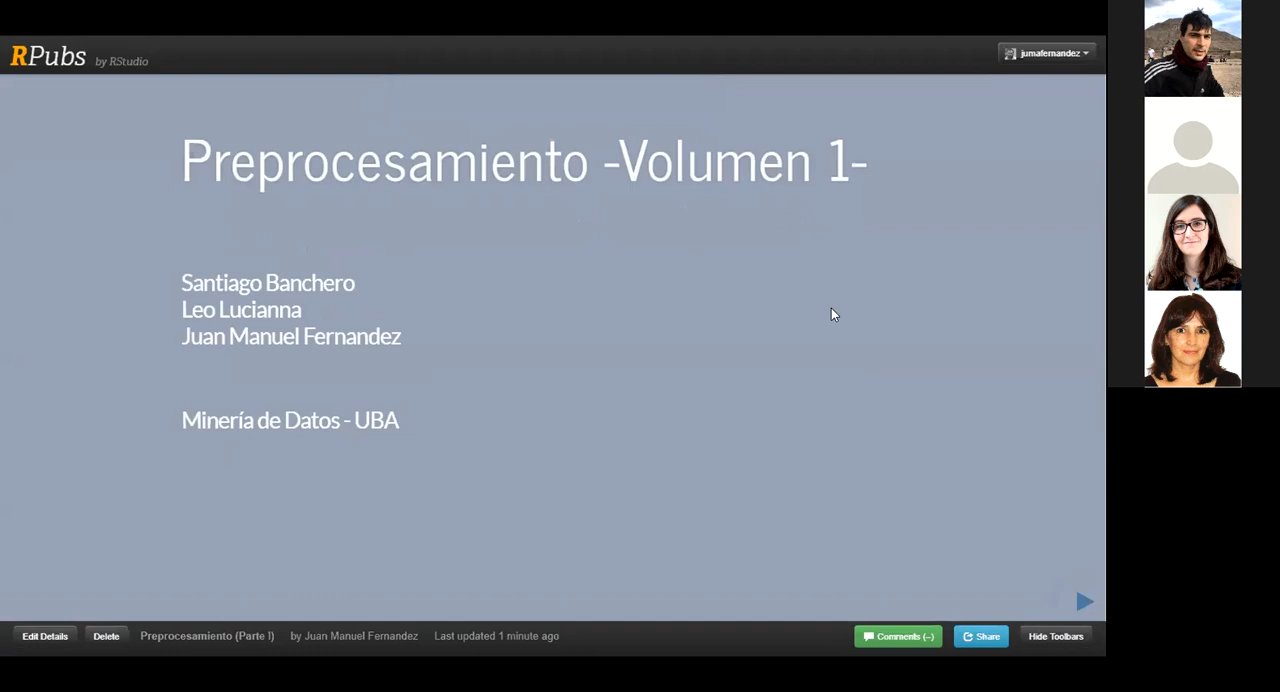 RPubs by RStudio
jumafernandez
Preprocesamiento -Volumen 1-
Santiago Banchero
Leo Lucianna
Juan Manuel Fernandez
Minería de Datos - UBA
Edit Details
Delete
Preprocesamiento (Parte I)
by Juan Manuel Fernandez
Last updated 1 minute ago
Comments (–)
Share
Hide Toolbars